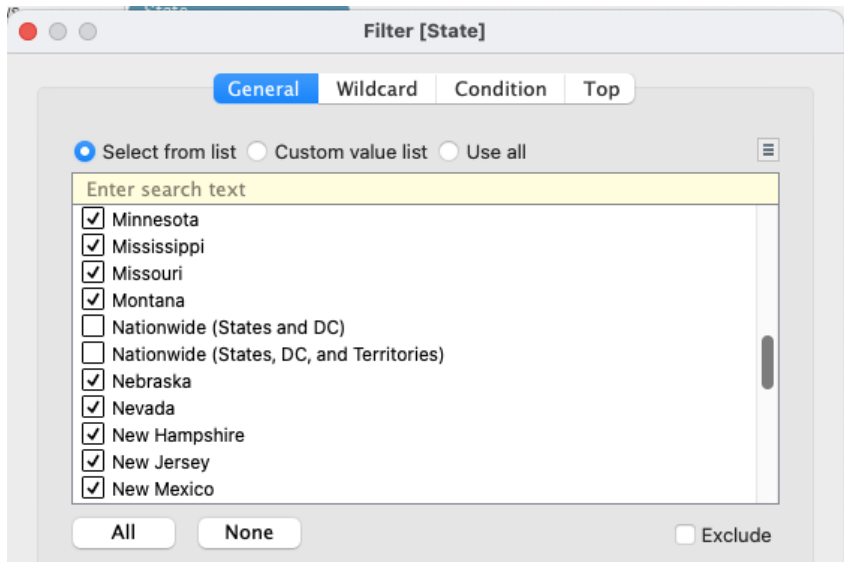 Filter [State]
General Wildcard Condition Top
Select from list Custom value list Use all
Enter search text
Minnesota
Mississippi
Missouri
Montana
Nationwide (States and DC)
Nationwide (States, DC, and Territories)
Nebraska
Nevada
New Hampshire
New Jersey
New Mexico
All None Exclude